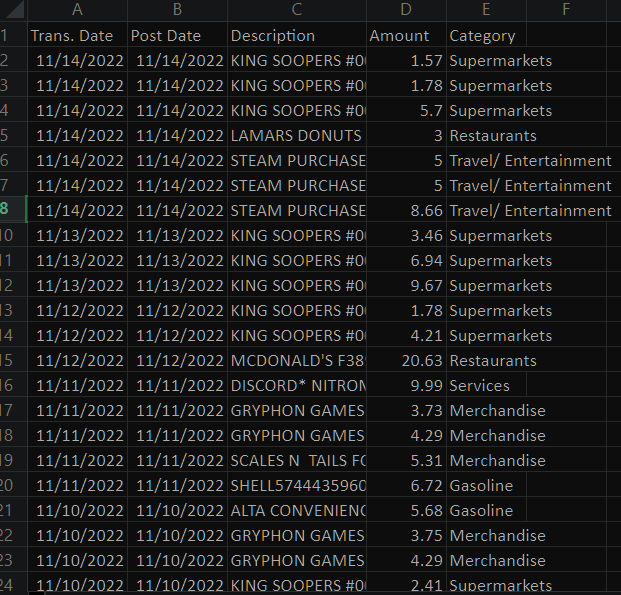 A B C D E F
1 Trans. Date Post Date Description Amount Category
2 11/14/2022 11/14/2022 KING SOOPERS #0 1.57 Supermarkets
3 11/14/2022 11/14/2022 KING SOOPERS #0 1.78 Supermarkets
4 11/14/2022 11/14/2022 KING SOOPERS #0 5.7 Supermarkets
5 11/14/2022 11/14/2022 LAMARS DONUTS 3 Restaurants
6 11/14/2022 11/14/2022 STEAM PURCHASE 5 Travel/ Entertainment
7 11/14/2022 11/14/2022 STEAM PURCHASE 5 Travel/ Entertainment
8 11/14/2022 11/14/2022 STEAM PURCHASE 8.66 Travel/ Entertainment
10 11/13/2022 11/13/2022 KING SOOPERS #0 3.46 Supermarkets
11 11/13/2022 11/13/2022 KING SOOPERS #0 6.94 Supermarkets
12 11/13/2022 11/13/2022 KING SOOPERS #0 9.67 Supermarkets
13 11/12/2022 11/12/2022 KING SOOPERS #0 1.78 Supermarkets
14 11/12/2022 11/12/2022 KING SOOPERS #0 4.21 Supermarkets
15 11/12/2022 11/12/2022 MCDONALD'S F38 20.63 Restaurants
16 11/11/2022 11/11/2022 DISCORD* NITRO 9.99 Services
17 11/11/2022 11/11/2022 GRYPHON GAMES 3.73 Merchandise
18 11/11/2022 11/11/2022 GRYPHON GAMES 4.29 Merchandise
19 11/11/2022 11/11/2022 SCALES N TAILS FO 5.31 Merchandise
20 11/11/2022 11/11/2022 SHELL5744435960 6.72 Gasoline
21 11/10/2022 11/10/2022 ALTA CONVENIENC 5.68 Gasoline
22 11/10/2022 11/10/2022 GRYPHON GAMES 3.75 Merchandise
23 11/10/2022 11/10/2022 GRYPHON GAMES 4.29 Merchandise
24 11/10/2022 11/10/2022 KING SOOPERS #0 2.41 Supermarkets